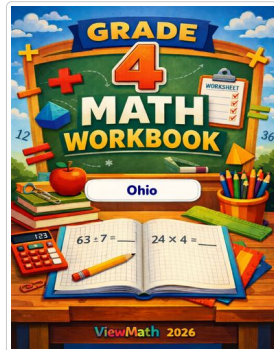 GRADE
4
MATH
WORKBOOK
WORKSHEET
12
36
Ohio
123
63 ÷ 7 = ___
24 × 4 = ___
ViewMath 2026